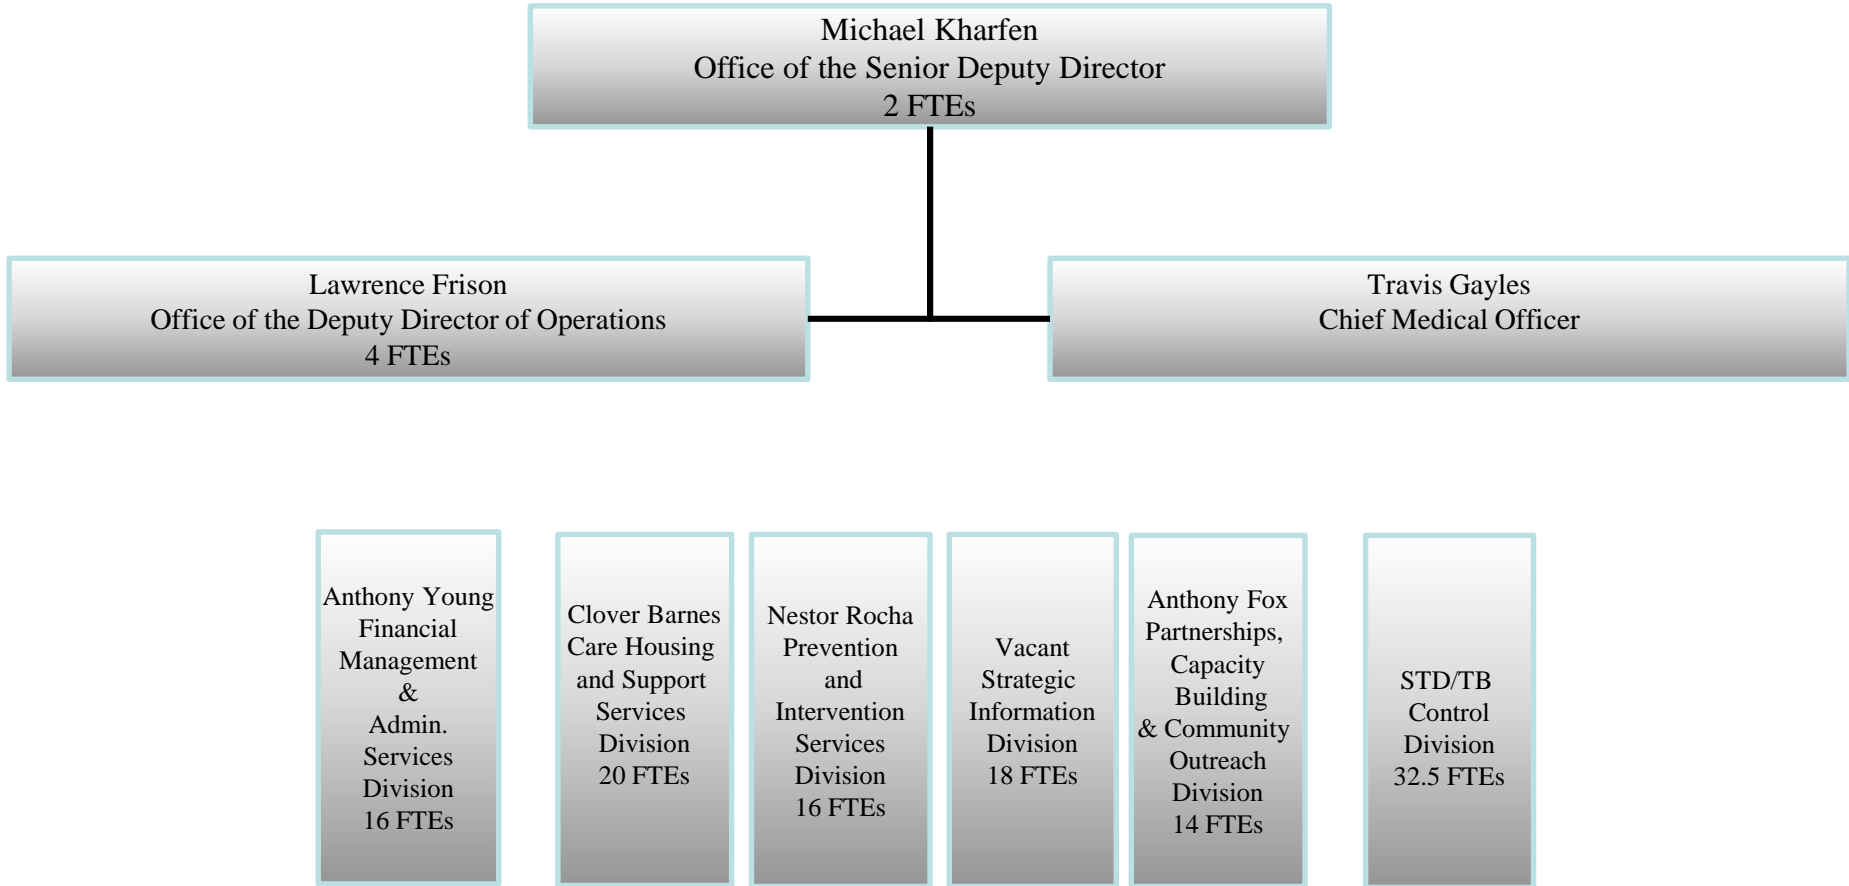 Michael Kharfen
Office of the Senior Deputy Director
2 FTEs
Lawrence Frison
Office of the Deputy Director of Operations
4 FTEs
Travis Gayles
Chief Medical Officer
Anthony Young
Financial
Management
&
Admin.
Services
Division
16 FTEs
Clover Barnes
Care Housing
and Support
Services
Division
20 FTEs
Nestor Rocha
Prevention
and
Intervention
Services
Division
16 FTEs
Vacant
Strategic
Information
Division
18 FTEs
Anthony Fox
Partnerships,
Capacity
Building
& Community
Outreach
Division
14 FTEs
STD/TB
Control
Division
32.5 FTEs